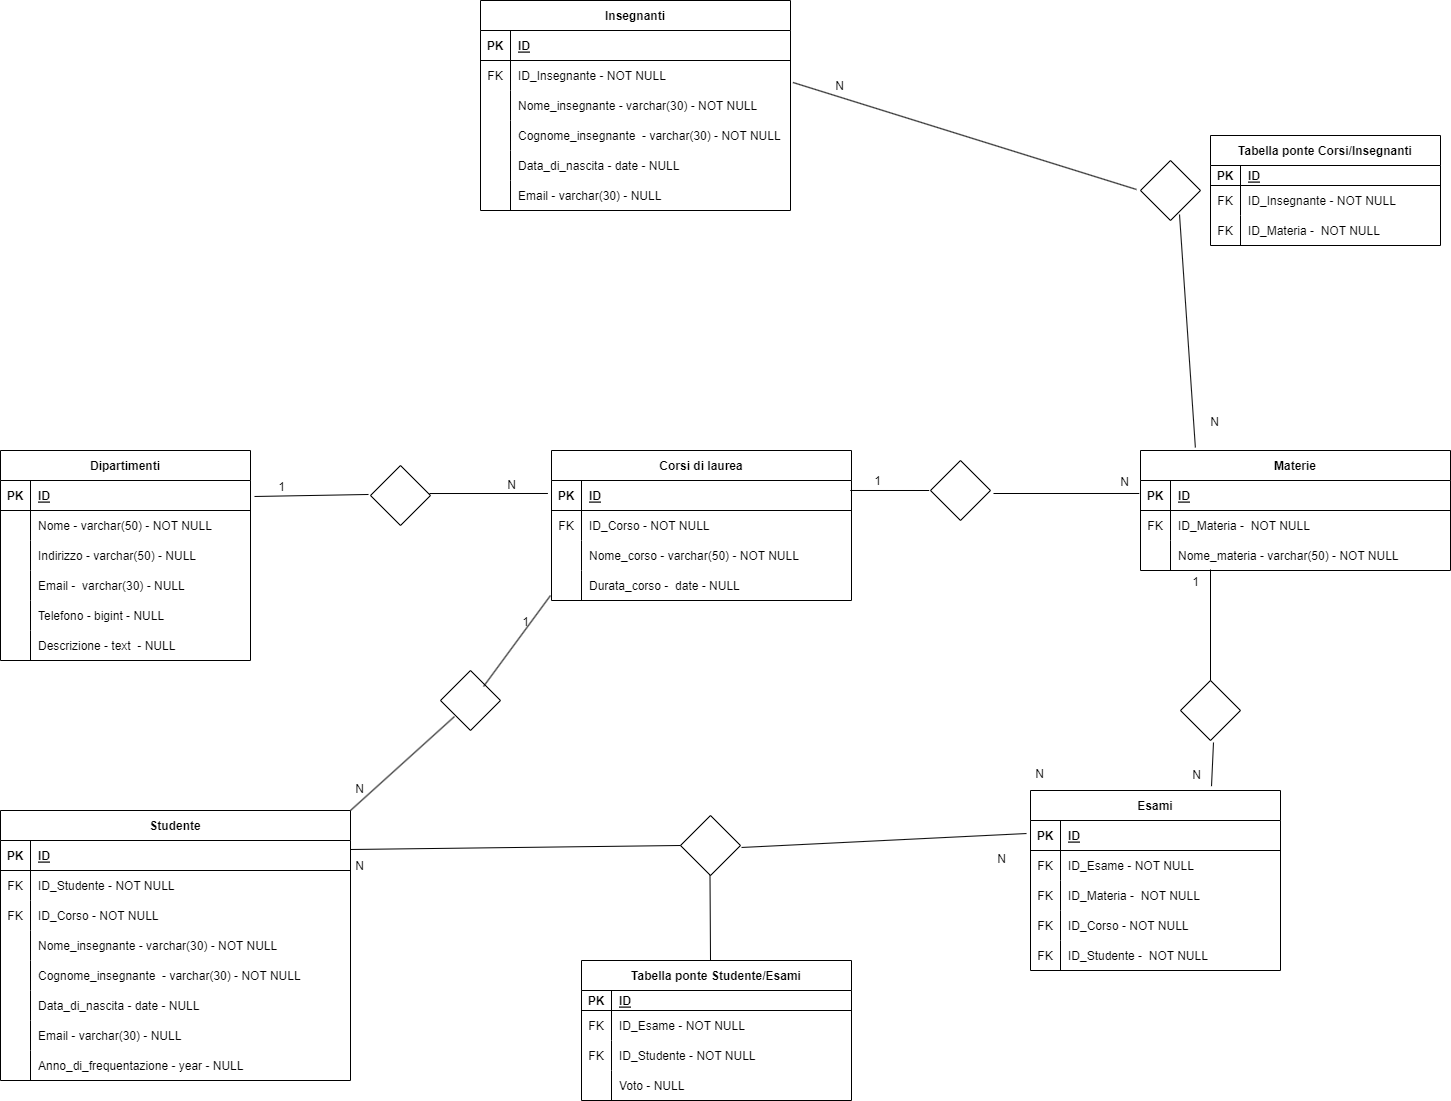 Insegnanti
PK ID
FK ID_Insegnante - NOT NULL
Nome_insegnante - varchar(30) - NOT NULL
Cognome_insegnante  - varchar(30) - NOT NULL
Data_di_nascita - date - NULL
Email - varchar(30) - NULL
N
Tabella ponte Corsi/Insegnanti
PK ID
FK ID_Insegnante - NOT NULL
FK ID_Materia -  NOT NULL
N
Dipartimenti
PK ID
Nome - varchar(50) - NOT NULL
Indirizzo - varchar(50) - NULL
Email -  varchar(30) - NULL
Telefono - bigint - NULL
Descrizione - text  - NULL
1
N
Corsi di laurea
PK ID
FK ID_Corso - NOT NULL
Nome_corso - varchar(50) - NOT NULL
Durata_corso -  date - NULL
1
N
Materie
PK ID
FK ID_Materia -  NOT NULL
Nome_materia - varchar(50) - NOT NULL
1
1
N
N
N
Studente
PK ID
FK ID_Studente - NOT NULL
FK ID_Corso - NOT NULL
Nome_insegnante - varchar(30) - NOT NULL
Cognome_insegnante  - varchar(30) - NOT NULL
Data_di_nascita - date - NULL
Email - varchar(30) - NULL
Anno_di_frequentazione - year - NULL
N
N
Esami
PK ID
FK ID_Esame - NOT NULL
FK ID_Materia -  NOT NULL
FK ID_Corso - NOT NULL
FK ID_Studente -  NOT NULL
Tabella ponte Studente/Esami
PK ID
FK ID_Esame - NOT NULL
FK ID_Studente - NOT NULL
Voto - NULL